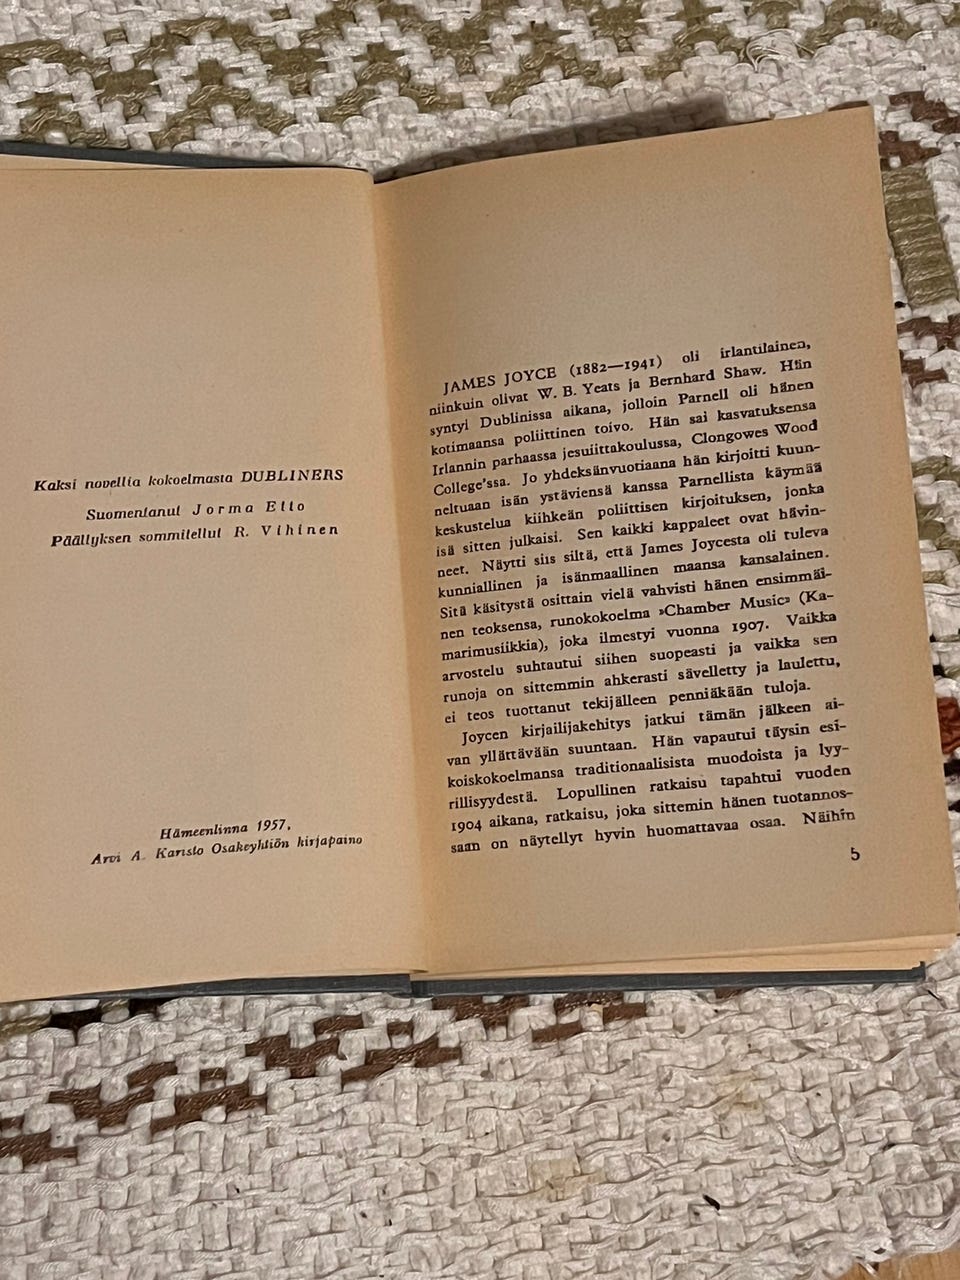 Kaksi novellia kokoelmasta DUBLINERS
Suomentanut Jorma Etto
Päällyksen sommitellut R. Vihinen
Hämeenlinna 1957,
Arvi A. Karisto Osakeyhtiön kirjapaino
JAMES JOYCE (1882—1941) oli irlantilainen,
niinkuin olivat W. B. Yeats ja Bernhard Shaw. Hän
syntyi Dublinissa aikana, jolloin Parnell oli hänen
kotimaansa poliittinen toivo. Hän sai kasvatuksensa
Irlannin parhaassa jesuiittakoulussa, Clongowes Wood
College'ssa. Jo yhdeksänvuotiaana hän kirjoitti kuun-
neltuaan isän ystäviensä kanssa Parnellista käymää
keskustelua kiihkeän poliittisen kirjoituksen, jonka
isä sitten julkaisi. Sen kaikki kappaleet ovat hävin-
neet. Näytti siis siltä, että James Joycesta oli tuleva
kunniallinen ja isänmaallinen maansa kansalainen.
Sitä käsitystä osittain vielä vahvisti hänen ensimmäi-
nen teoksensa, runokokoelma »Chamber Music» (Ka-
marimusiikkia), joka ilmestyi vuonna 1907. Vaikka
arvostelu suhtautui siihen suopeasti ja vaikka sen
runoja on sittemmin ahkerasti sävelletty ja laulettu,
ei teos tuottanut tekijälleen penniäkään tuloja.
Joycen kirjailijakehitys jatkui tämän jälkeen ai-
van yllättävään suuntaan. Hän vapautui täysin esi-
koiskokoelmansa traditionaalisista muodoista ja lyy-
rillisyydestä. Lopullinen ratkaisu tapahtui vuoden
1904 aikana, ratkaisu, joka sittemin hänen tuotannos-
saan on näytellyt hyvin huomattavaa osaa. Näihin
5